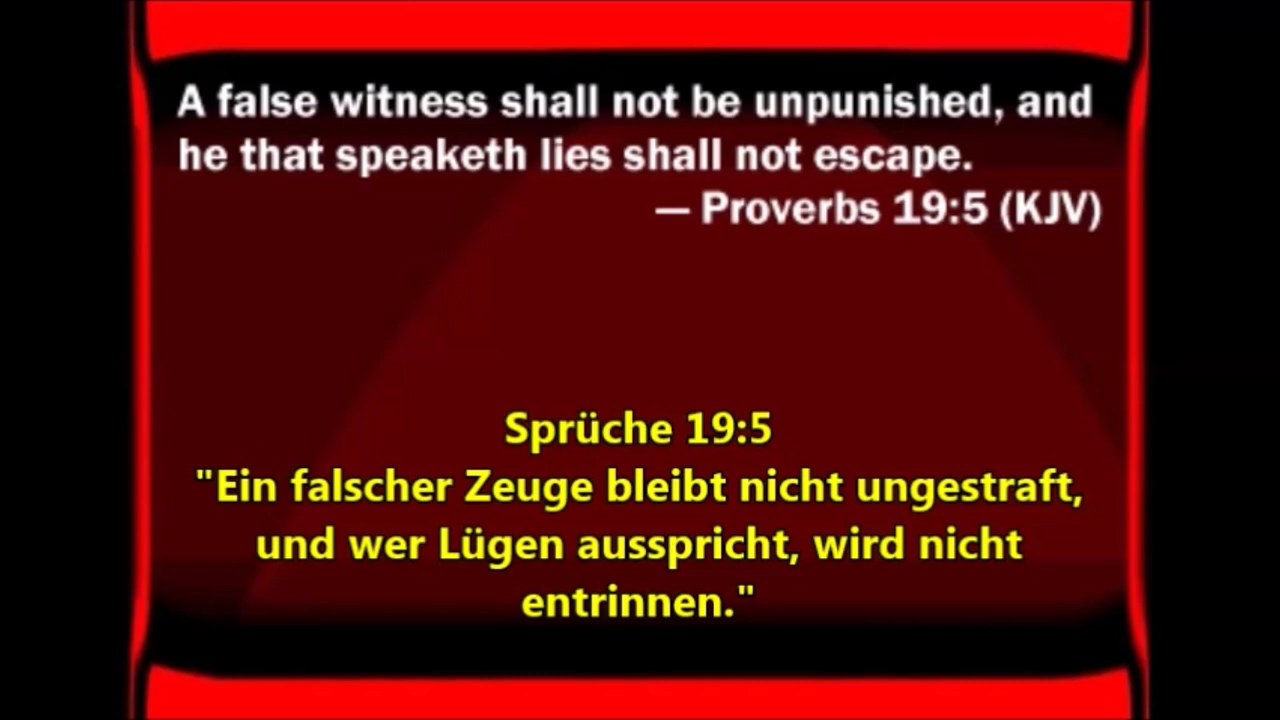 A false witness shall not be unpunished, and
he that speaketh lies shall not escape.
— Proverbs 19:5 (KJV)
Sprüche 19:5
"Ein falscher Zeuge bleibt nicht ungestraft,
und wer Lügen ausspricht, wird nicht
entrinnen."